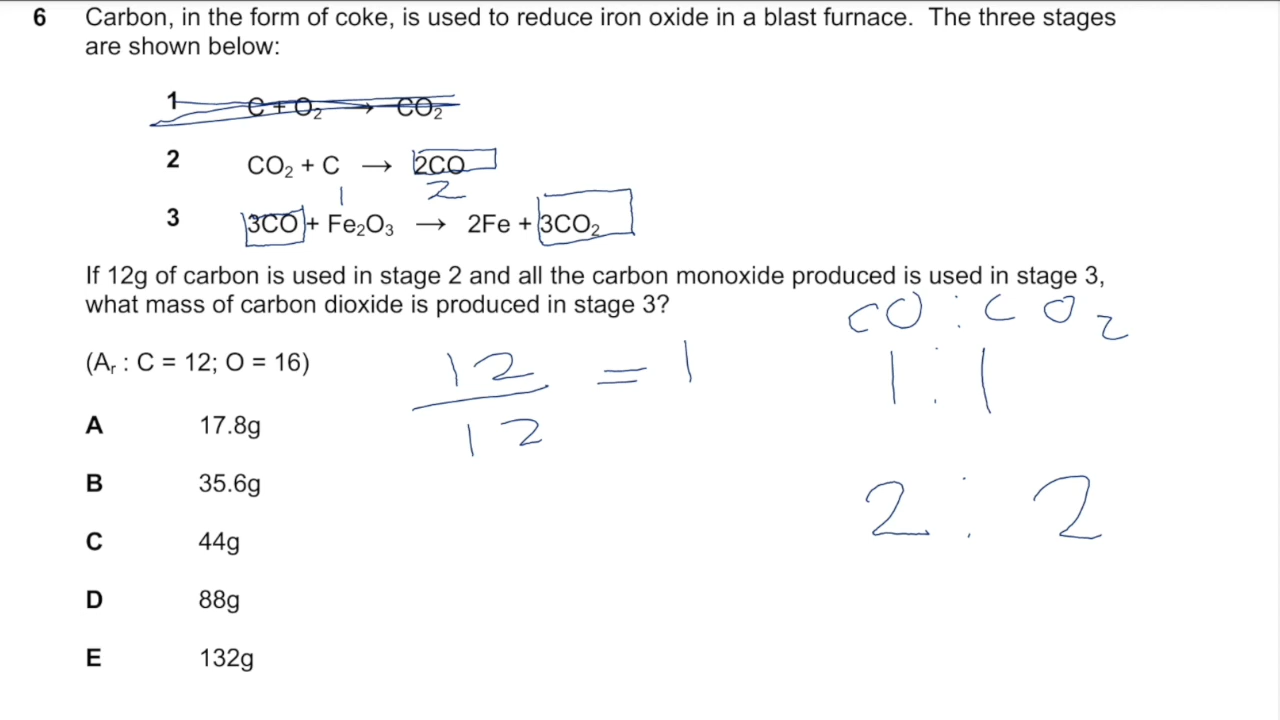 6 Carbon, in the form of coke, is used to reduce iron oxide in a blast furnace. The three stages
are shown below:
1 C + O₂ → CO₂
2 CO₂ + C → 2CO
1 2
3 3CO + Fe₂O₃ → 2Fe + 3CO₂
If 12g of carbon is used in stage 2 and all the carbon monoxide produced is used in stage 3,
what mass of carbon dioxide is produced in stage 3?
CO : CO₂
(Aᵣ : C = 12; O = 16)
12 = 1
12
1 : 1
A 17.8g
B 35.6g
2 : 2
C 44g
D 88g
E 132g